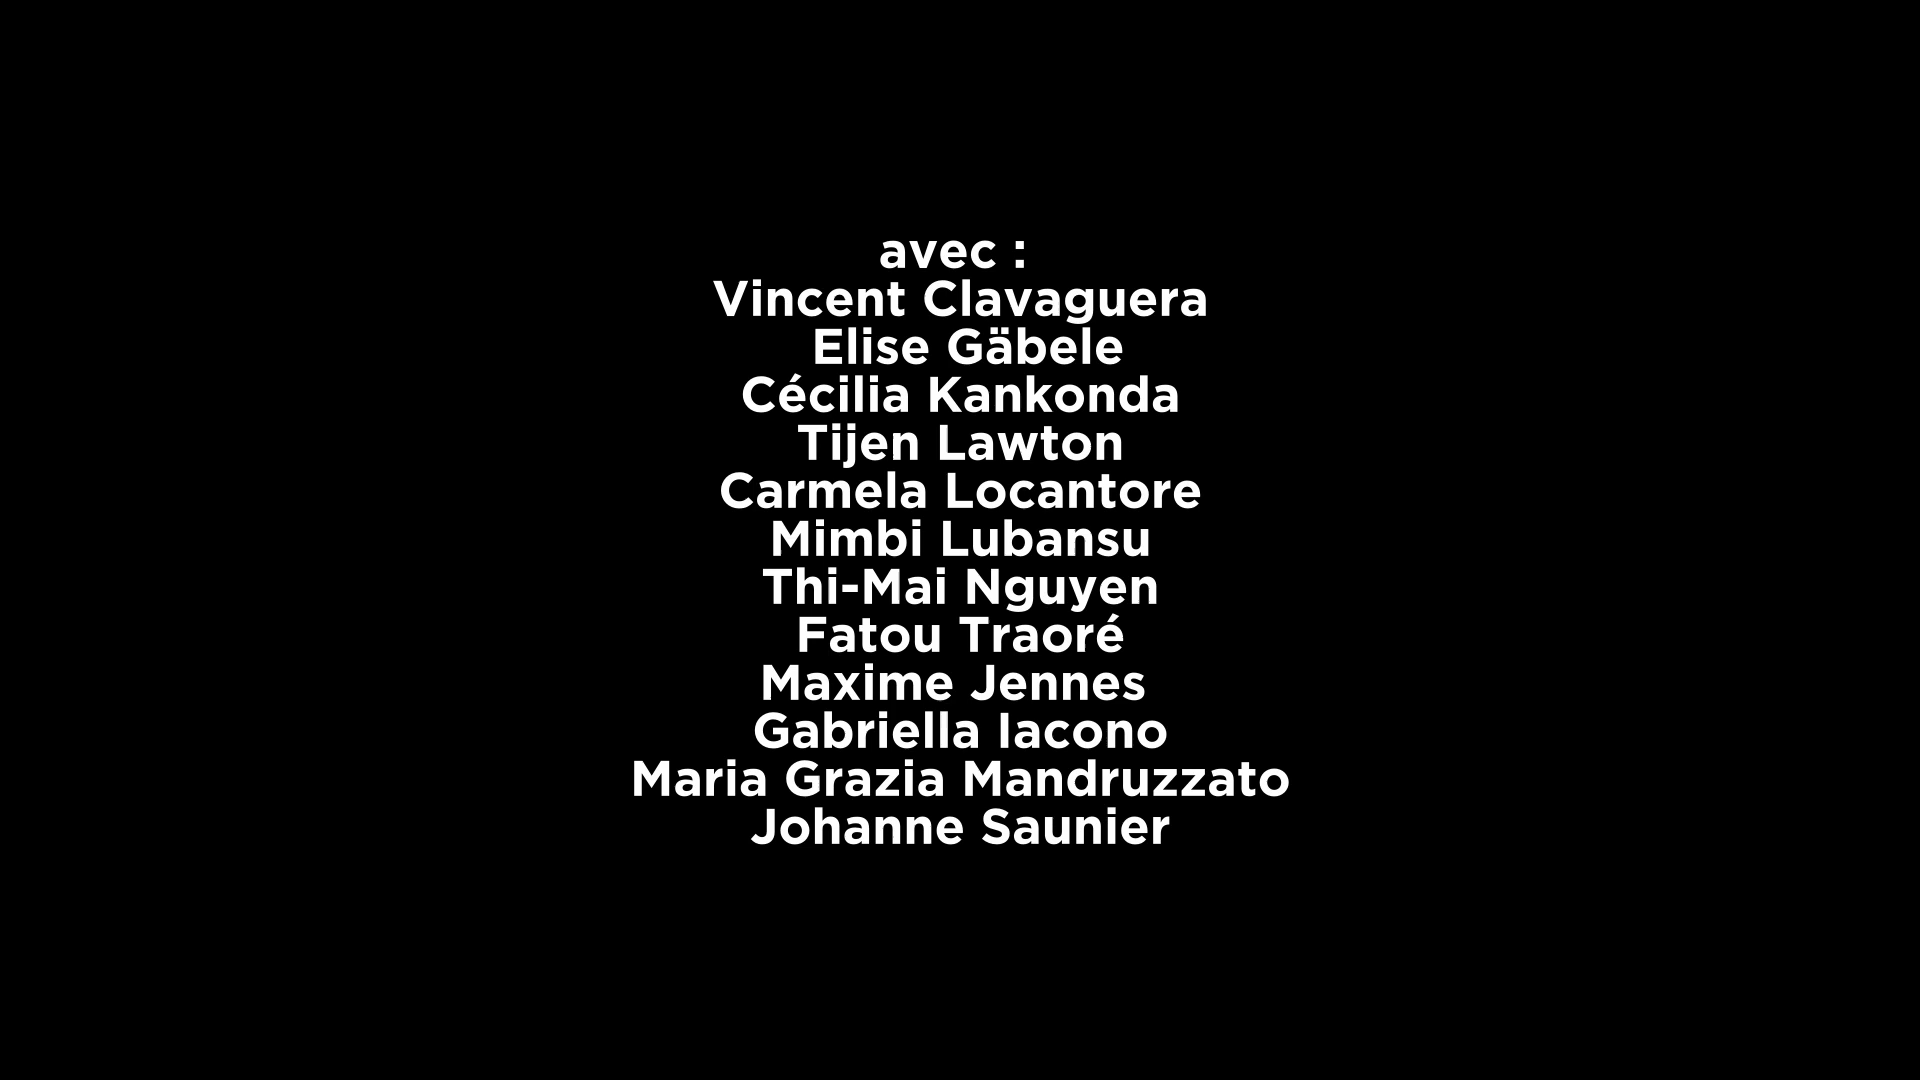 avec :
Vincent Clavaguera
Elise Gäbele
Cécilia Kankonda
Tijen Lawton
Carmela Locantore
Mimbi Lubansu
Thi-Mai Nguyen
Fatou Traoré
Maxime Jennes
Gabriella Iacono
Maria Grazia Mandruzzato
Johanne Saunier